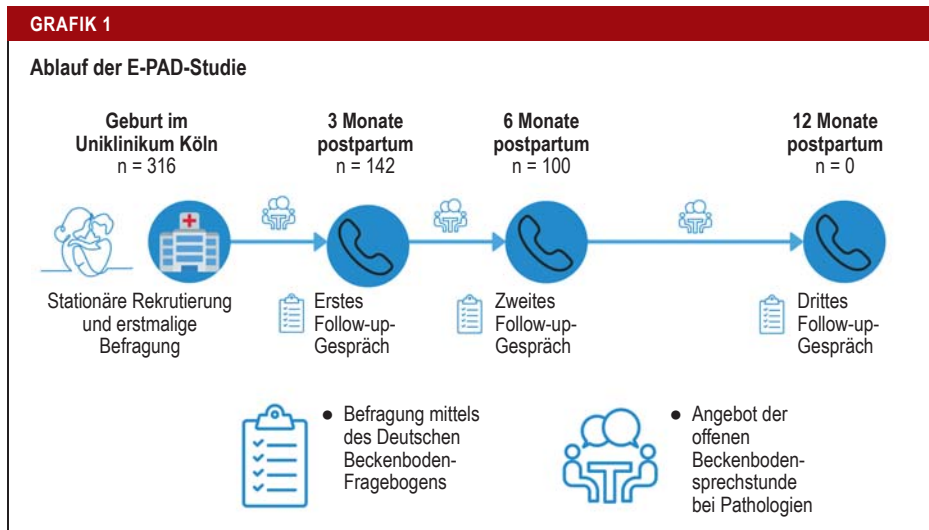 GRAFIK 1
Ablauf der E-PAD-Studie
Geburt im
Uniklinikum Köln
n = 316
3 Monate
postpartum
n = 142
6 Monate
postpartum
n = 100
12 Monate
postpartum
n = 0
Stationäre Rekrutierung
und erstmalige
Befragung
Erstes
Follow-up-
Gespräch
Zweites
Follow-up-
Gespräch
Drittes
Follow-up-
Gespräch
● Befragung mittels
des Deutschen
Beckenboden-
Fragebogens
● Angebot der
offenen
Beckenboden-
sprechstunde
bei Pathologien